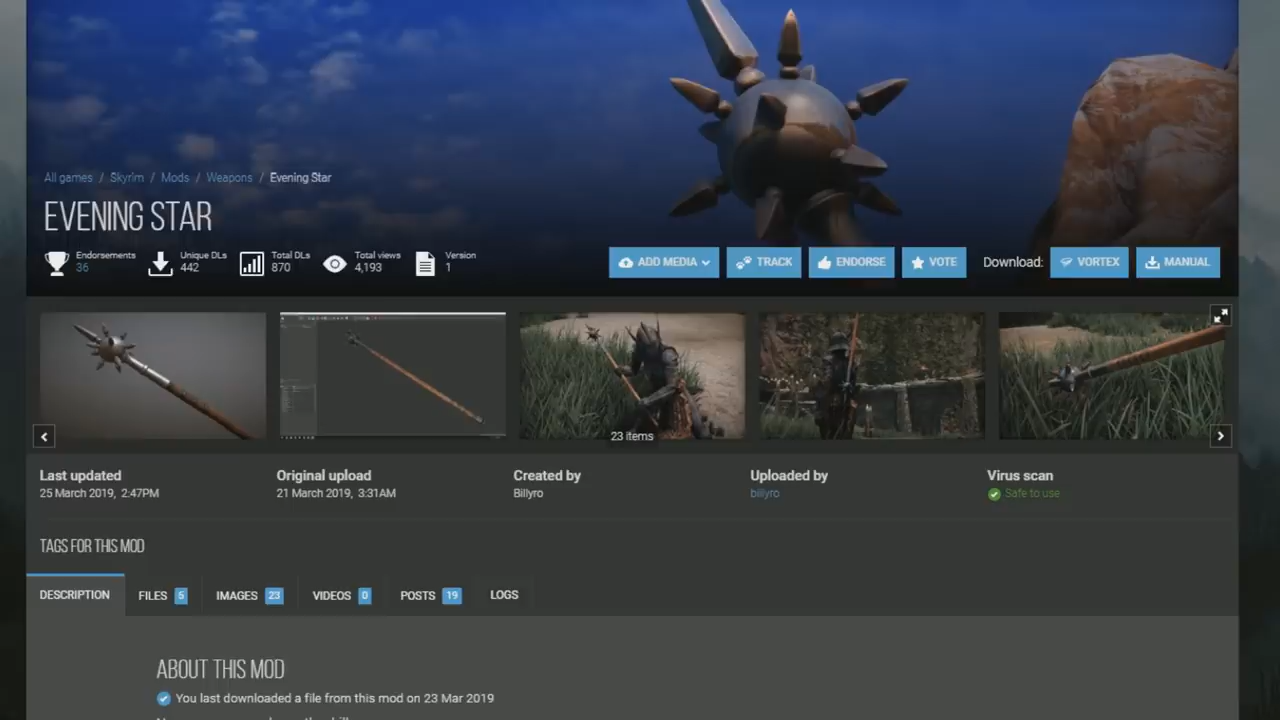 All games / Skyrim / Mods / Weapons / Evening Star
EVENING STAR
Endorsements
36
Unique DLs
442
Total DLs
870
Total views
4,193
Version
1
ADD MEDIA
TRACK
ENDORSE
VOTE
Download:
VORTEX
MANUAL
23 items
Last updated
25 March 2019, 2:47PM
Original upload
21 March 2019, 3:31AM
Created by
Billyro
Uploaded by
billyro
Virus scan
Safe to use
TAGS FOR THIS MOD
DESCRIPTION
FILES 5
IMAGES 23
VIDEOS 0
POSTS 19
LOGS
ABOUT THIS MOD
You last downloaded a file from this mod on 23 Mar 2019